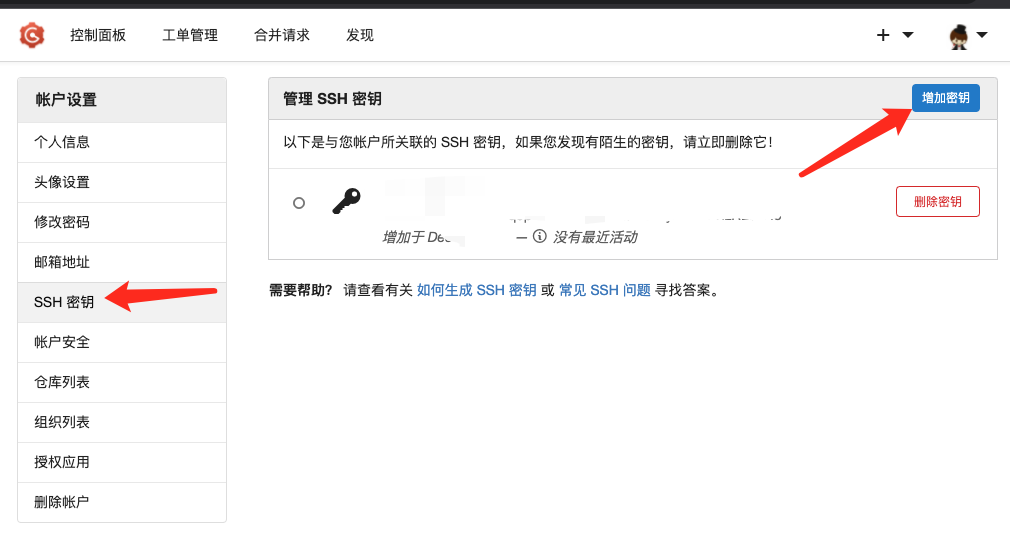 控制面板 工单管理 合并请求 发现
帐户设置
个人信息
头像设置
修改密码
邮箱地址
SSH 密钥
帐户安全
仓库列表
组织列表
授权应用
删除帐户
管理 SSH 密钥 增加密钥
以下是与您帐户所关联的 SSH 密钥，如果您发现有陌生的密钥，请立即删除它！
删除密钥
增加于 — 没有最近活动
需要帮助？ 请查看有关 如何生成 SSH 密钥 或 常见 SSH 问题 寻找答案。